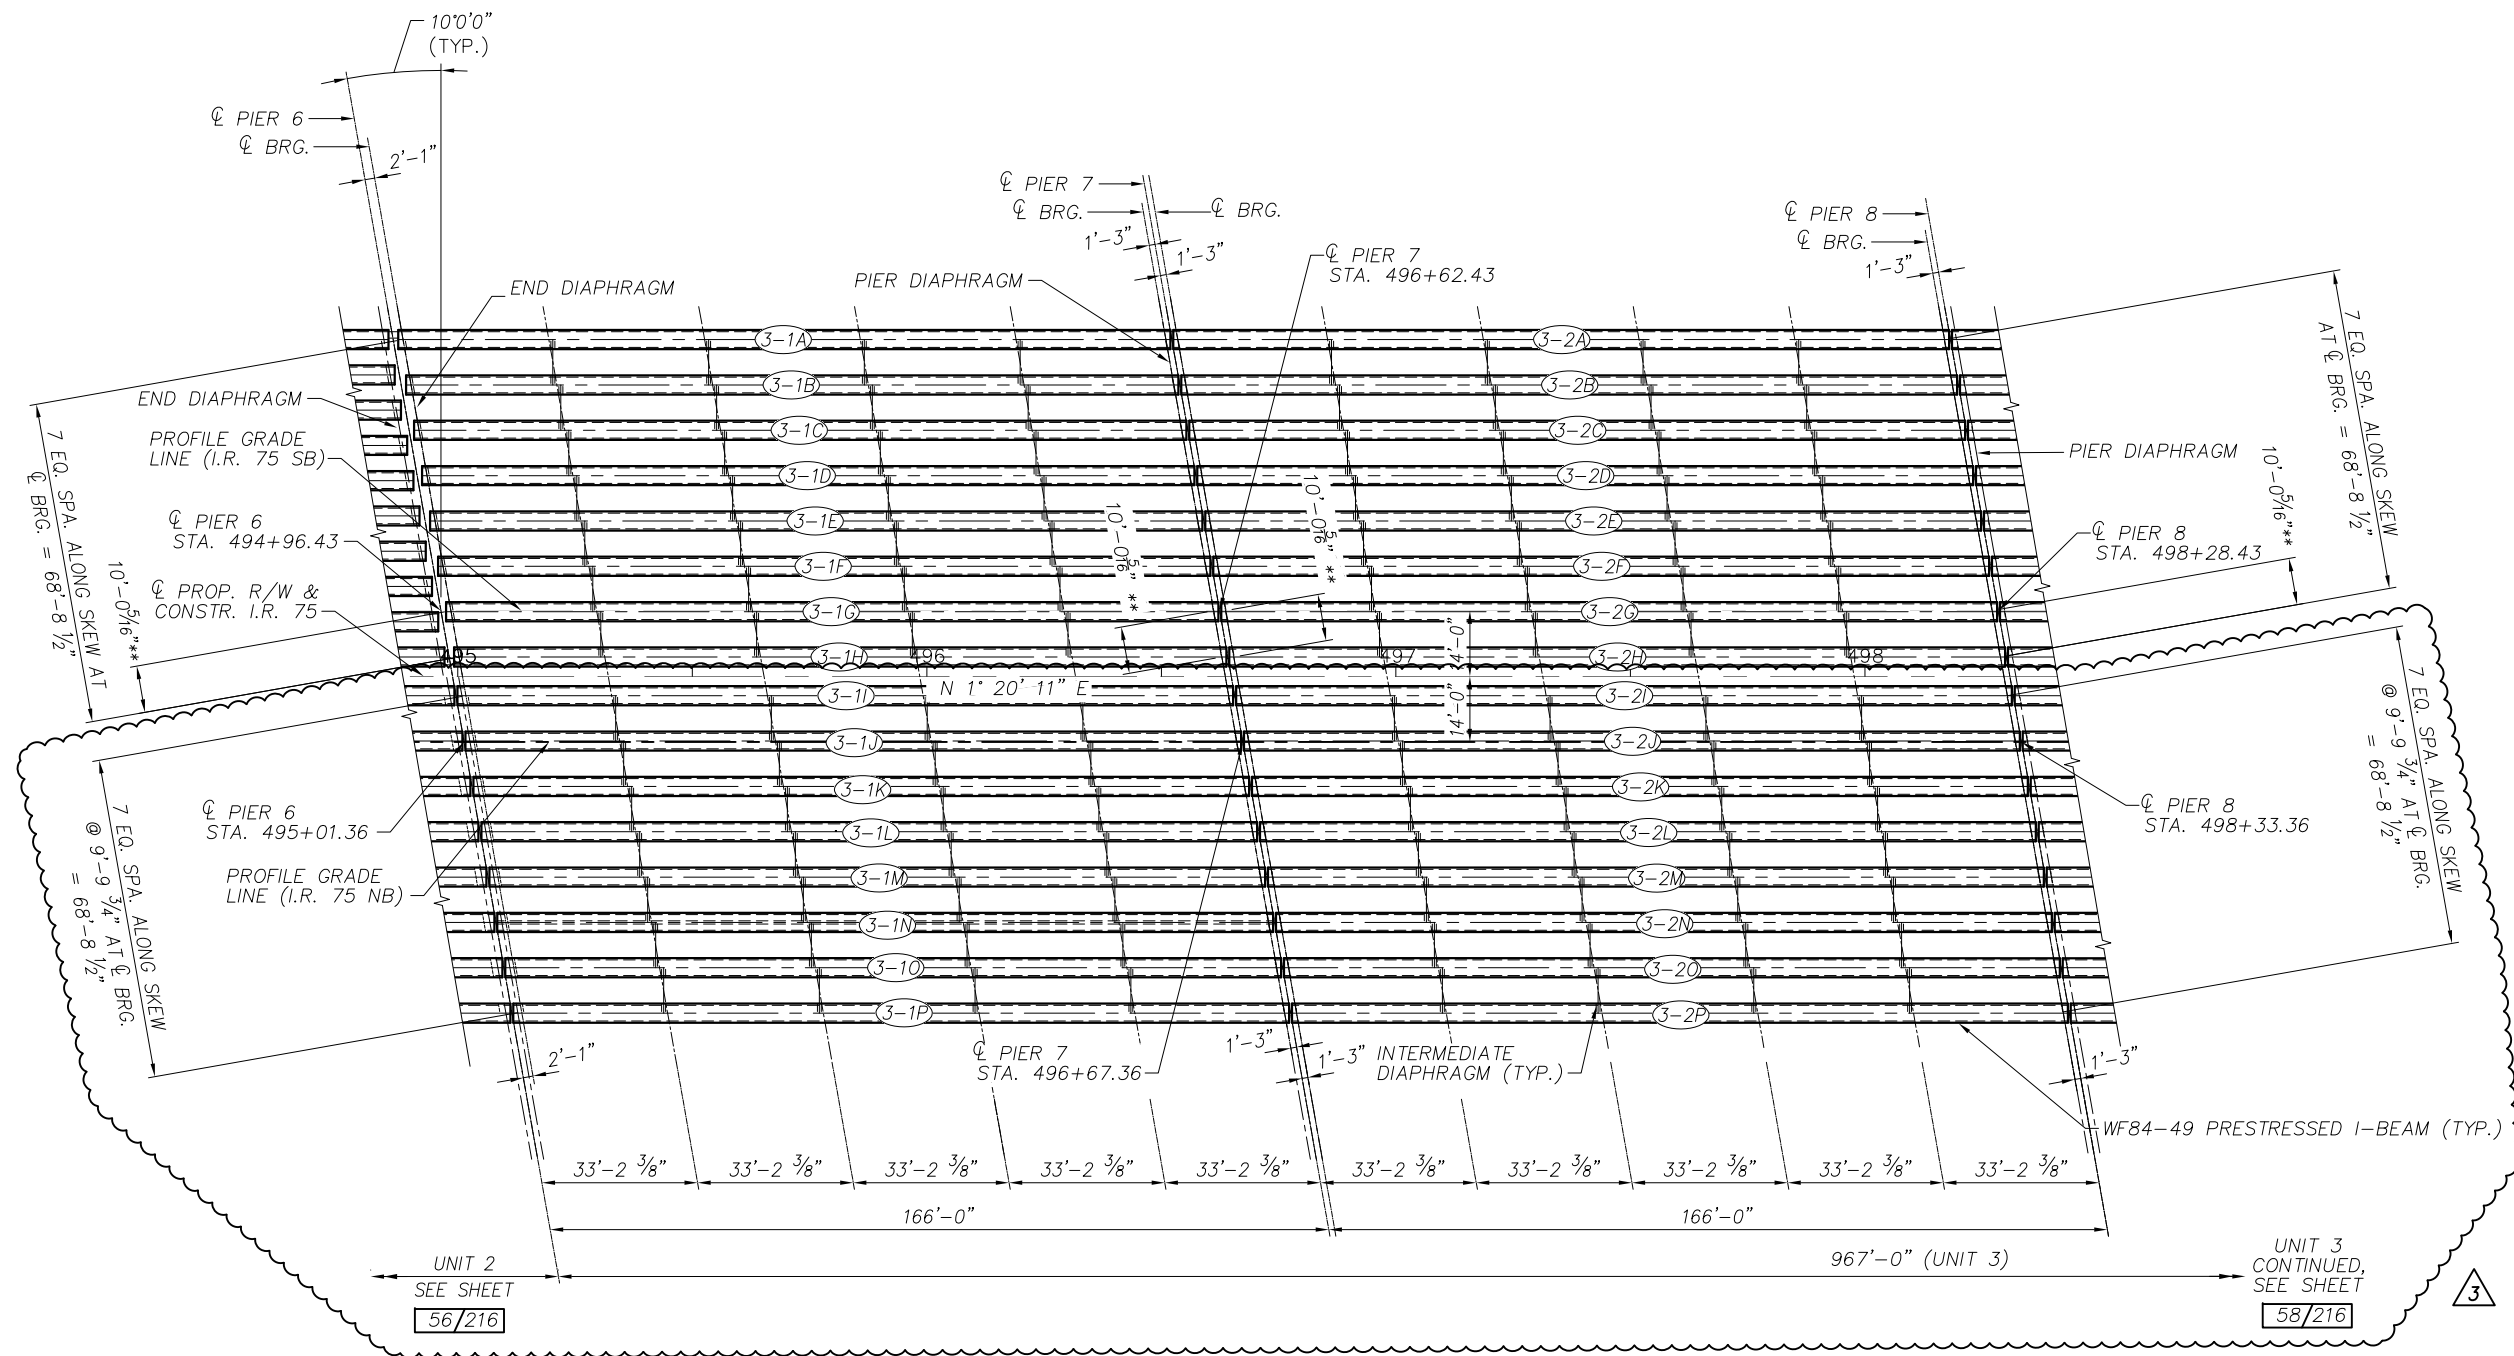 10°0'0"
(TYP.)
℄ PIER 6
℄ BRG.
2'-1"
℄ PIER 7
℄ BRG.
℄ BRG.
1'-3"
1'-3"
℄ PIER 8
℄ BRG.
1'-3"
℄ PIER 7
STA. 496+62.43
END DIAPHRAGM
PIER DIAPHRAGM
END DIAPHRAGM
PROFILE GRADE
LINE (I.R. 75 SB)
℄ PIER 6
STA. 494+96.43
℄ PROP. R/W &
CONSTR. I.R. 75
7 EQ. SPA. ALONG SKEW AT
℄ BRG. = 68'-8 1/2"
10'-0 5/16"**
7 EQ. SPA. ALONG SKEW
AT ℄ BRG. = 68'-8 1/2"
10'-0 5/16"**
PIER DIAPHRAGM
℄ PIER 8
STA. 498+28.43
3-1A
3-2A
3-1B
3-2B
3-1C
3-2C
3-1D
3-2D
3-1E
3-2E
3-1F
3-2F
3-1G
3-2G
3-1H
3-2H
10'-0 5/16" **
10'-0 5/16" **
14'-0"
14'-0"
495
496
497
498
N 1° 20' 11" E
3-1I
3-2I
3-1J
3-2J
3-1K
3-2K
3-1L
3-2L
3-1M
3-2M
3-1N
3-2N
3-1O
3-2O
3-1P
3-2P
℄ PIER 6
STA. 495+01.36
PROFILE GRADE
LINE (I.R. 75 NB)
7 EQ. SPA. ALONG SKEW
@ 9'-9 3/4" AT ℄ BRG.
= 68'-8 1/2"
7 EQ. SPA. ALONG SKEW
@ 9'-9 3/4" AT ℄ BRG.
= 68'-8 1/2"
℄ PIER 8
STA. 498+33.36
2'-1"
℄ PIER 7
STA. 496+67.36
1'-3"
1'-3"
INTERMEDIATE
DIAPHRAGM (TYP.)
1'-3"
WF84-49 PRESTRESSED I-BEAM (TYP.)
33'-2 3/8"
33'-2 3/8"
33'-2 3/8"
33'-2 3/8"
33'-2 3/8"
33'-2 3/8"
33'-2 3/8"
33'-2 3/8"
33'-2 3/8"
33'-2 3/8"
166'-0"
166'-0"
967'-0" (UNIT 3)
UNIT 2
SEE SHEET
56/216
UNIT 3
CONTINUED,
SEE SHEET
58/216
3